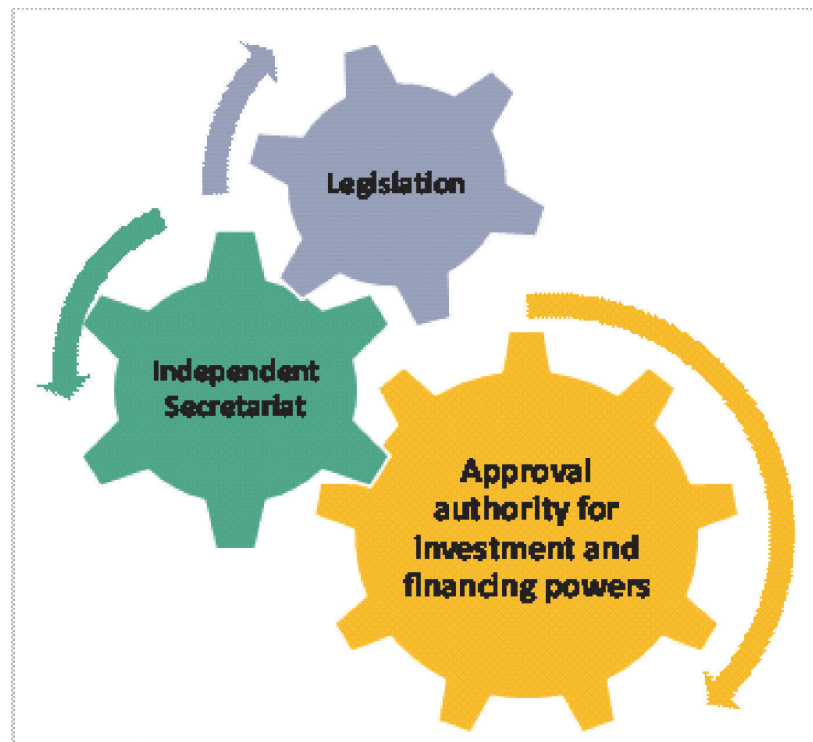 Legislation
Independent
Secretariat
Approval
authority for
investment and
financing powers